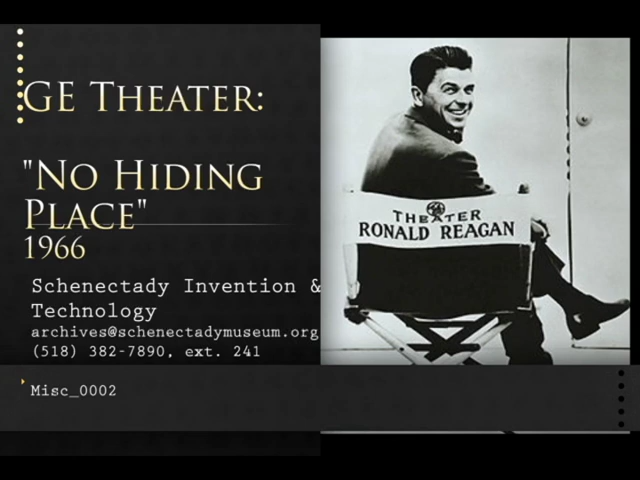 GE Theater:
"No Hiding
Place"
1966
Schenectady Invention &
Technology
archives@schenectadymuseum.org
(518) 382-7890, ext. 241
Misc_0002
THEATER
RONALD REAGAN